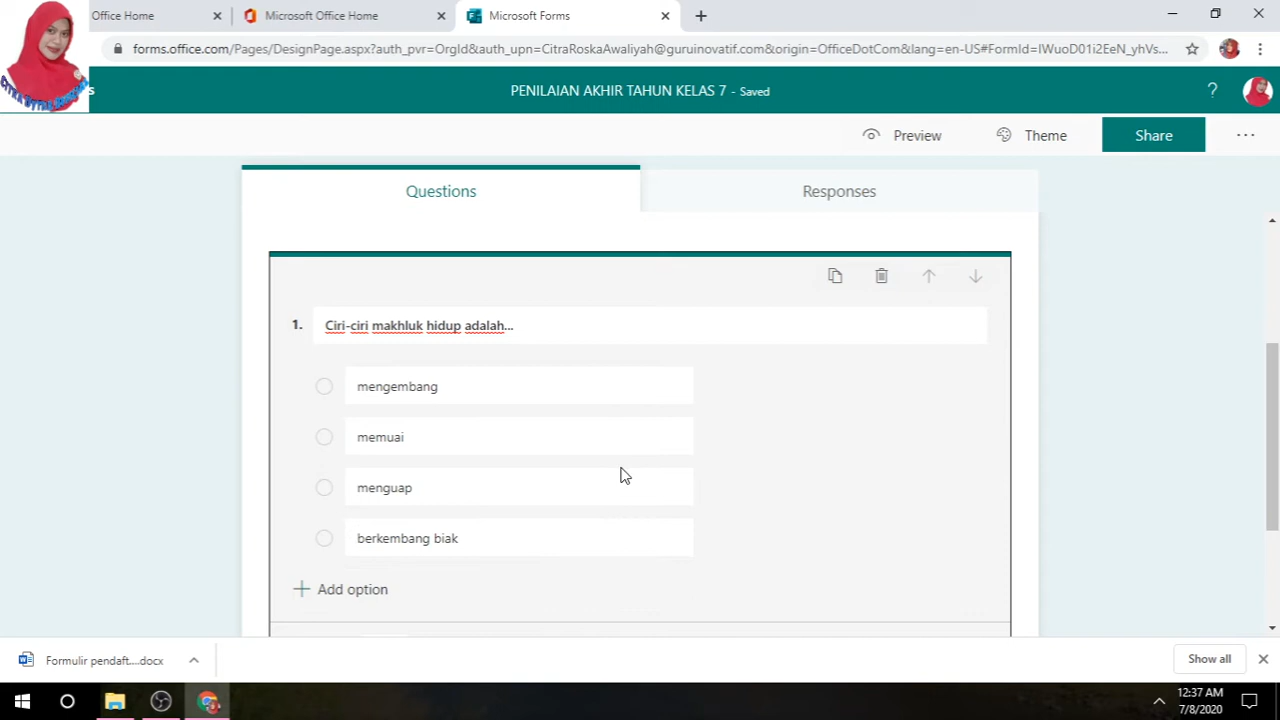 Office Home
Microsoft Office Home
Microsoft Forms
forms.office.com/Pages/DesignPage.aspx?auth_pvr=OrgId&auth_upn=CitraRoskaAwaliyah@guruinovatif.com&origin=OfficeDotCom&lang=en-US#FormId=IWuoD01i2EeN_yhVs...
PENILAIAN AKHIR TAHUN KELAS 7 - Saved
?
Preview
Theme
Share
Questions
Responses
1. Ciri-ciri makhluk hidup adalah...
mengembang
memuai
menguap
berkembang biak
+ Add option
Formulir pendaft....docx
Show all
12:37 AM
7/8/2020